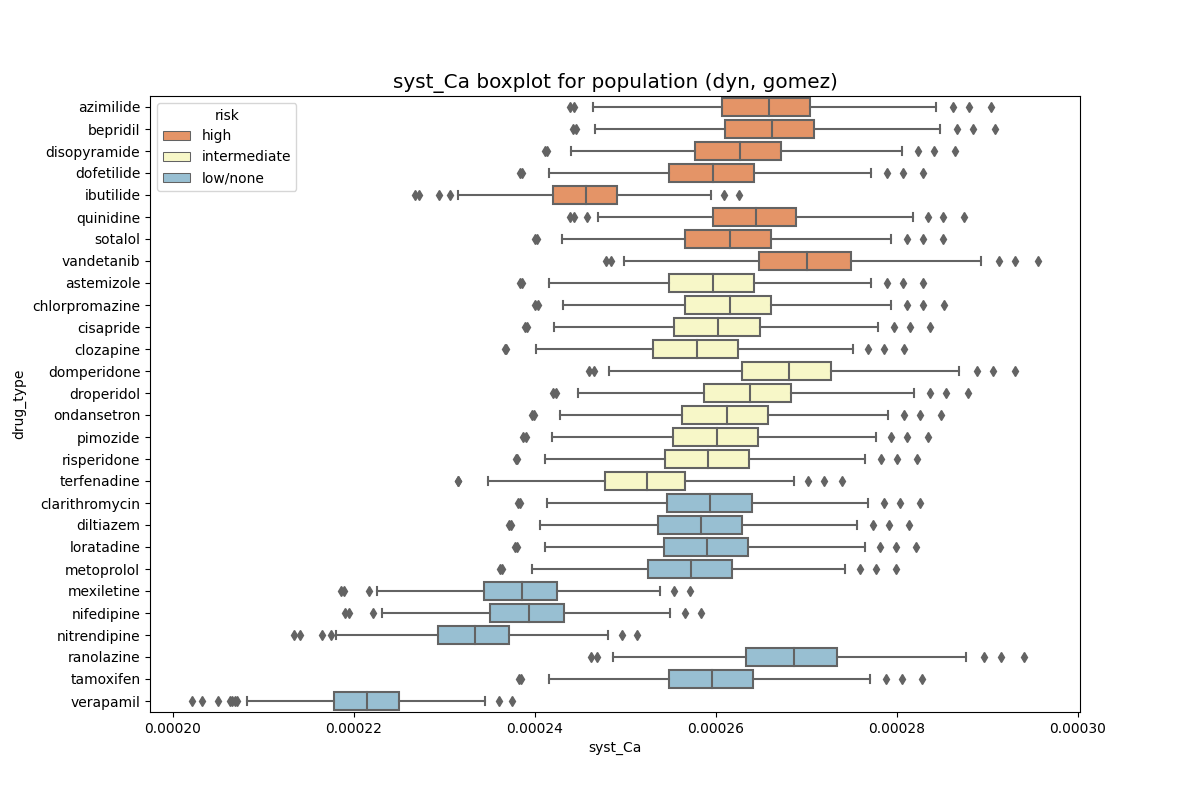 syst_Ca boxplot for population (dyn, gomez)
risk
high
intermediate
low/none
drug_type
azimilide
bepridil
disopyramide
dofetilide
ibutilide
quinidine
sotalol
vandetanib
astemizole
chlorpromazine
cisapride
clozapine
domperidone
droperidol
ondansetron
pimozide
risperidone
terfenadine
clarithromycin
diltiazem
loratadine
metoprolol
mexiletine
nifedipine
nitrendipine
ranolazine
tamoxifen
verapamil
0.00020 0.00022 0.00024 0.00026 0.00028 0.00030
syst_Ca